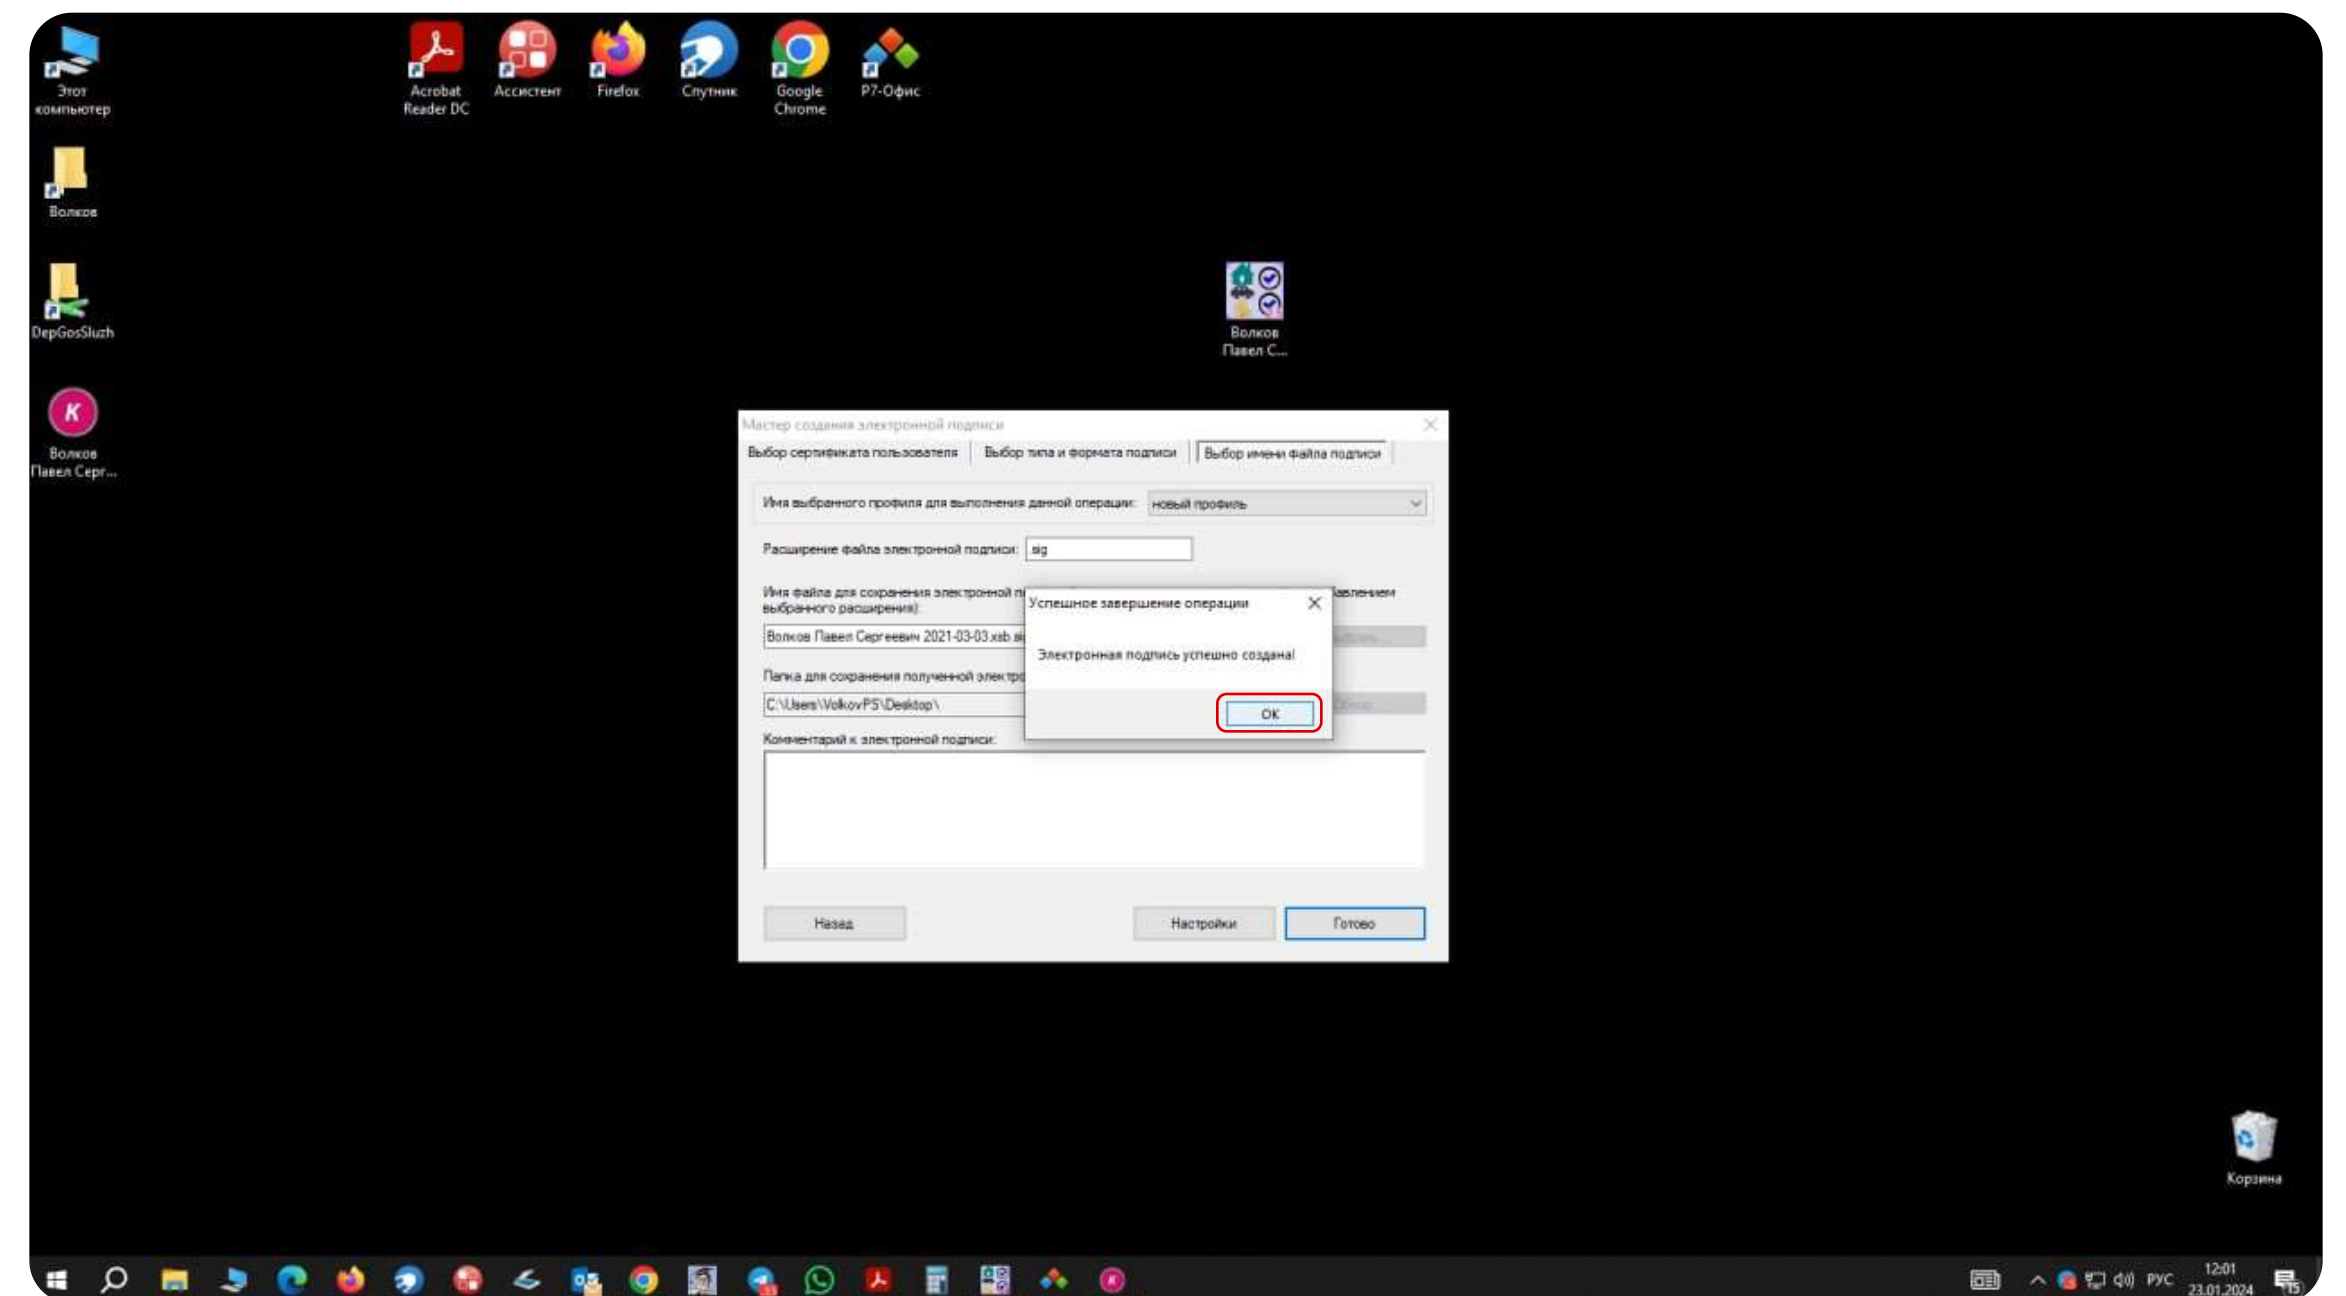 Этот
компьютер
Acrobat
Reader DC
Ассистент
Firefox
Спутник
Google
Chrome
Р7-Офис
Волков
DepGosSluzh
Волков
Павел Серг...
Волков
Павел С...
Мастер создания электронной подписи
Выбор сертификата пользователя
Выбор типа и формата подписи
Выбор имени файла подписи
Имя выбранного профиля для выполнения данной операции:
новый профиль
Расширение файла электронной подписи:
.sig
Имя файла для сохранения электронной п
бавлением
выбранного расширения):
Волков Павел Сергеевич 2021-03-03.xsb.si
Папка для сохранения полученной электро
C:\Users\VolkovPS\Desktop\
Успешное завершение операции
Электронная подпись успешно создана!
OK
Комментарий к электронной подписи:
Назад
Настройки
Готово
Корзина
РУС
12:01
23.01.2024